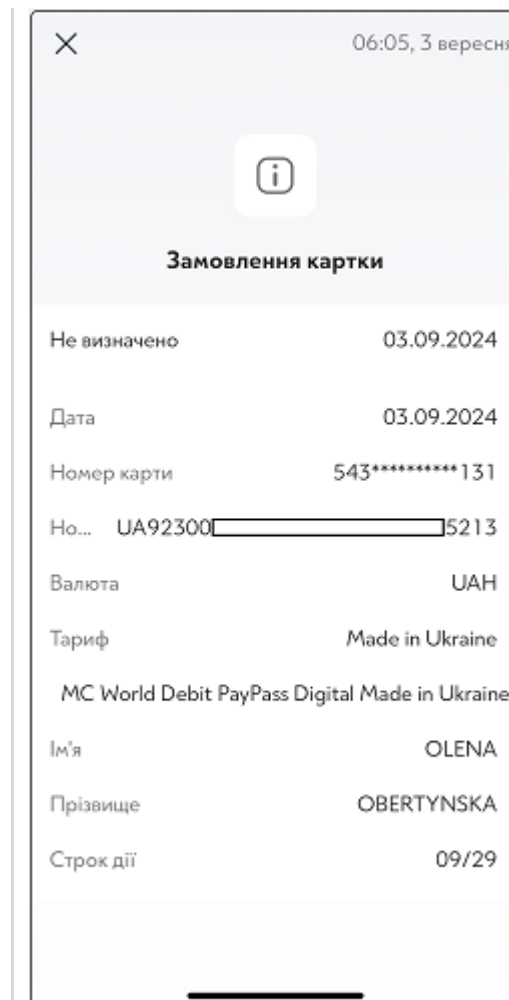 06:05, 3 вересня
Замовлення картки
Не визначено 03.09.2024
Дата 03.09.2024
Номер карти 543**********131
Но... UA92300 5213
Валюта UAH
Тариф Made in Ukraine
MC World Debit PayPass Digital Made in Ukraine
Ім'я OLENA
Прізвище OBERTYNSKA
Строк дії 09/29